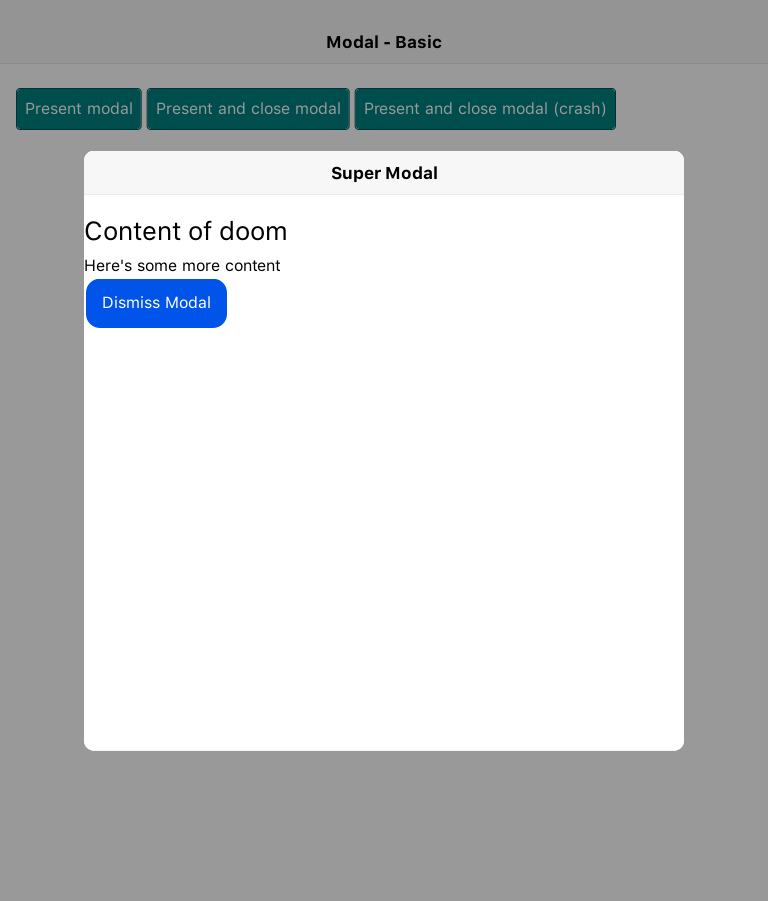 Modal - Basic
Present modal Present and close modal Present and close modal (crash)
Super Modal
Content of doom
Here's some more content
Dismiss Modal